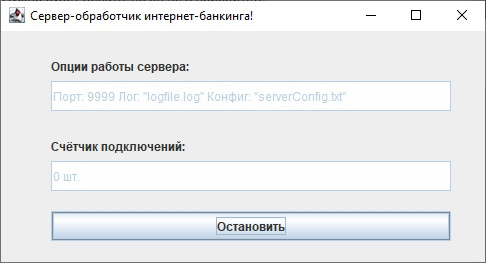 Сервер-обработчик интернет-банкинга!
Опции работы сервера:
Порт: 9999 Лог: "logfile.log" Конфиг: "serverConfig.txt"
Счётчик подключений:
0 шт.
Остановить